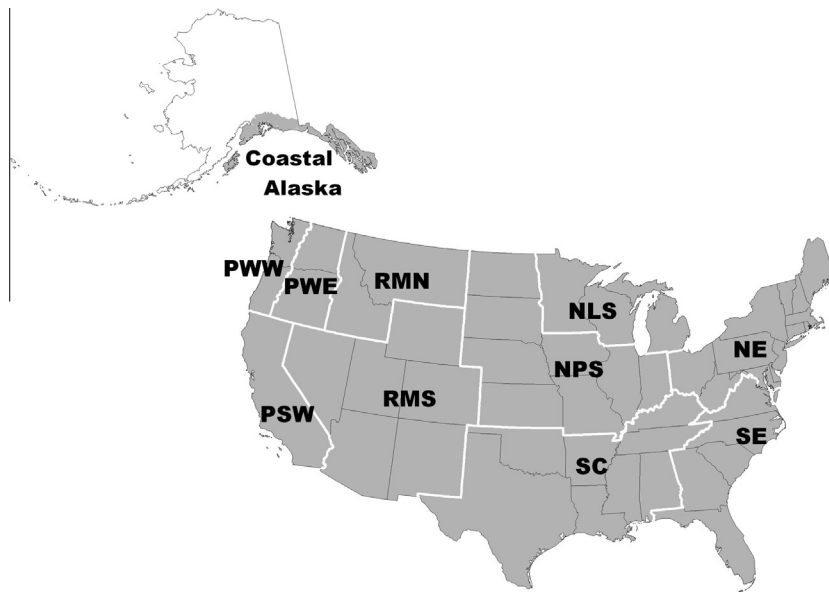 Coastal
Alaska
PWW
PWE
RMN
NLS
NE
NPS
PSW
RMS
SE
SC